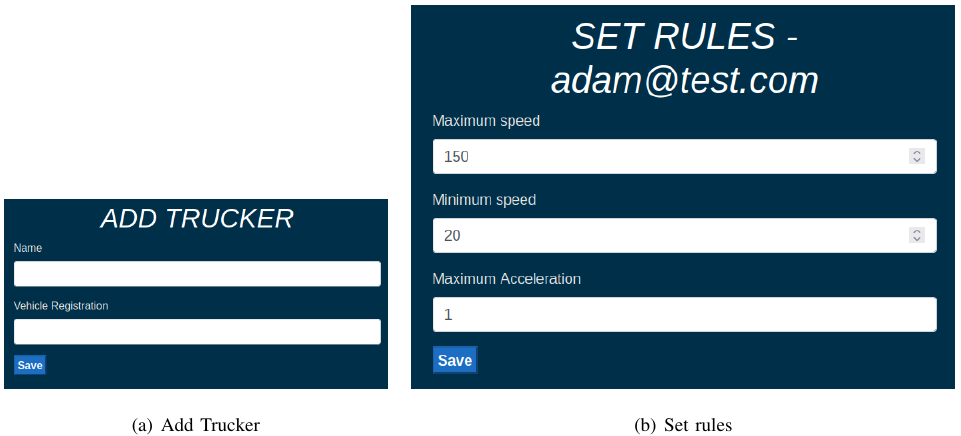 ADD TRUCKER
Name
Vehicle Registration
Save
(a) Add Trucker
SET RULES -
adam@test.com
Maximum speed
150
Minimum speed
20
Maximum Acceleration
1
Save
(b) Set rules